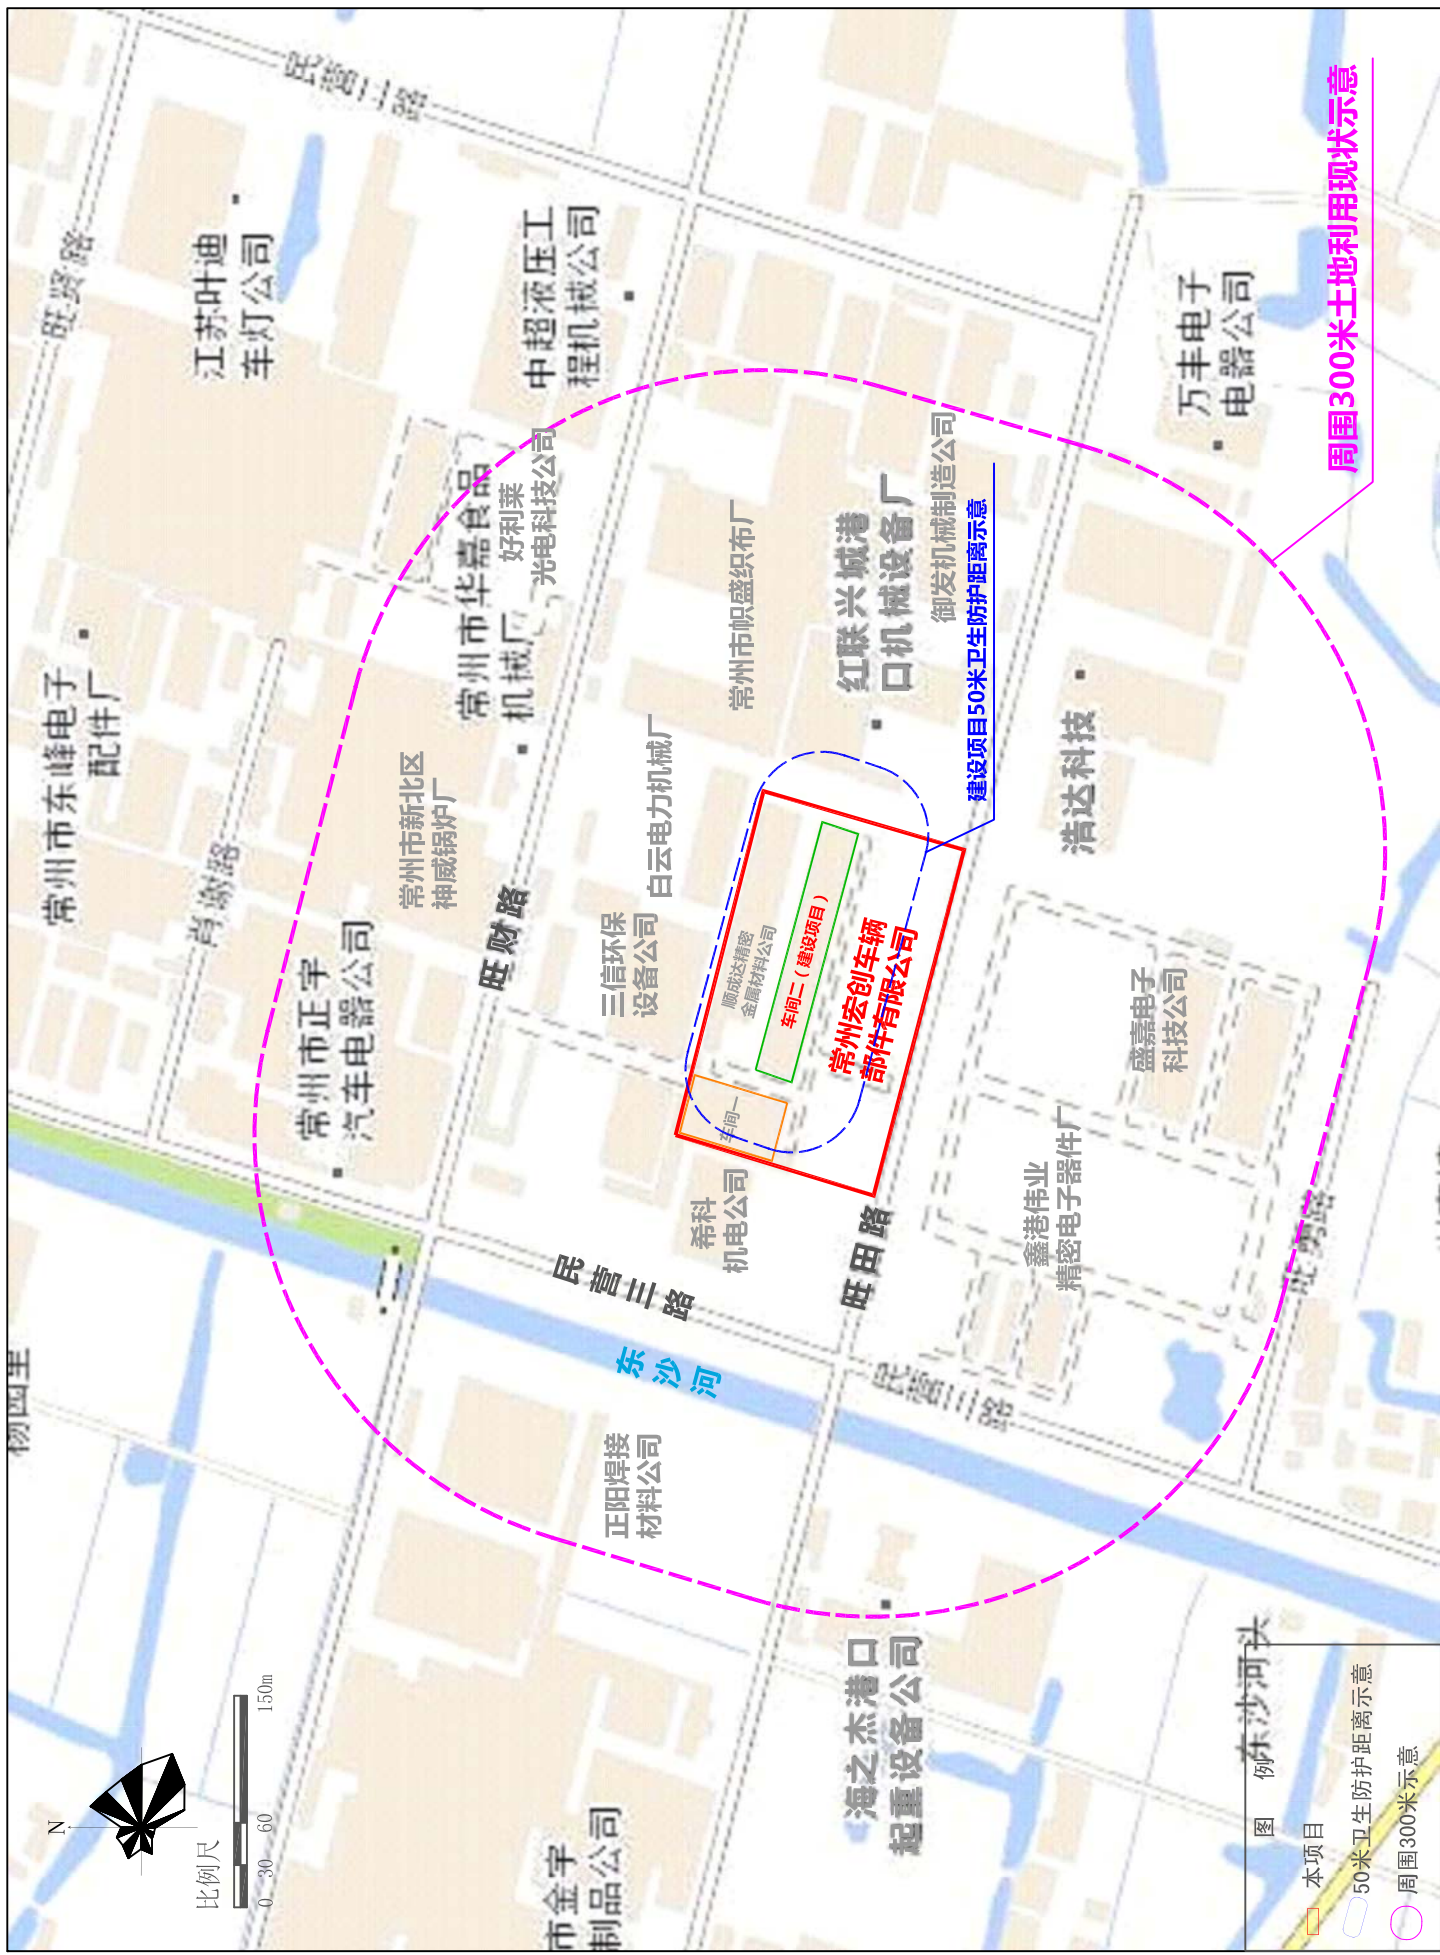 周围300米土地利用现状示意
民营二路
旺贤路
江苏叶迪
车灯公司
中超液压工
程机械公司
万丰电子
电器公司
常州市东峰电子
配件厂
常州市华嘉食品
机械厂
好利莱
光电科技公司
常州市帜盛织布厂
红联兴城港
口机械设备厂
御发机械制造公司
建设项目50米卫生防护距离示意
浩达科技
常州市新北区
神威锅炉厂
白云电力机械厂
三信环保
设备公司
旺财路
常州市正宇
汽车电器公司
顺成达精密
金属材料公司
车间二（建设项目）
车间一
常州宏创车辆
部件有限公司
盛嘉电子
科技公司
鑫港伟业
精密电子器件厂
希科
机电公司
旺田路
民营三路
东沙河
民营三路
正阳焊接
材料公司
海之杰港口
起重设备公司
东沙河头
市金宇
制品公司
N
比例尺
0 30 60 150m
图 例
本项目
50米卫生防护距离示意
周围300米示意